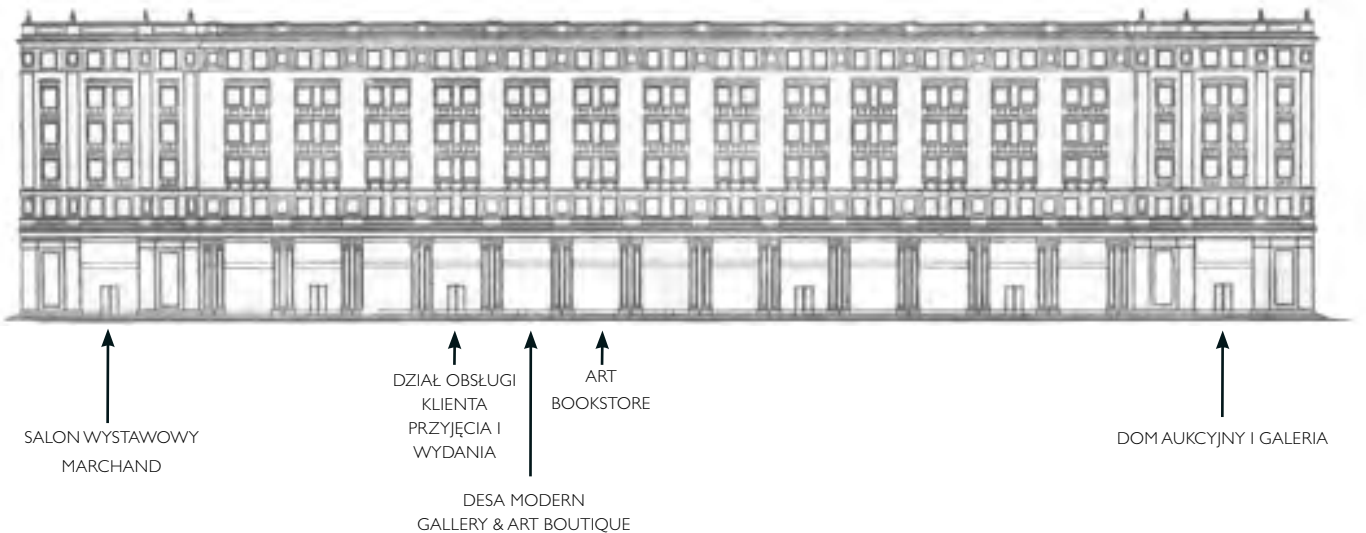 SALON WYSTAWOWY
MARCHAND
DZIAŁ OBSŁUGI
KLIENTA
PRZYJĘCIA I
WYDANIA
DESA MODERN
GALLERY & ART BOUTIQUE
ART
BOOKSTORE
DOM AUKCYJNY I GALERIA